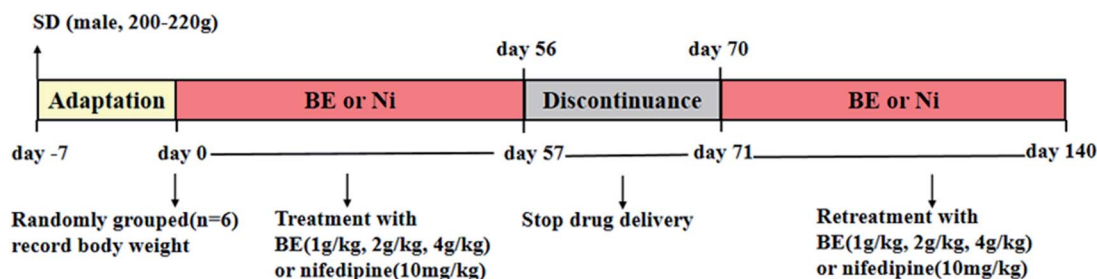 SD (male, 200-220g)
day 56
day 70
Adaptation
BE or Ni
Discontinuance
BE or Ni
day -7
day 0
day 57
day 71
day 140
Randomly grouped(n=6)
record body weight
Treatment with
BE(1g/kg, 2g/kg, 4g/kg)
or nifedipine(10mg/kg)
Stop drug delivery
Retreatment with
BE(1g/kg, 2g/kg, 4g/kg)
or nifedipine(10mg/kg)